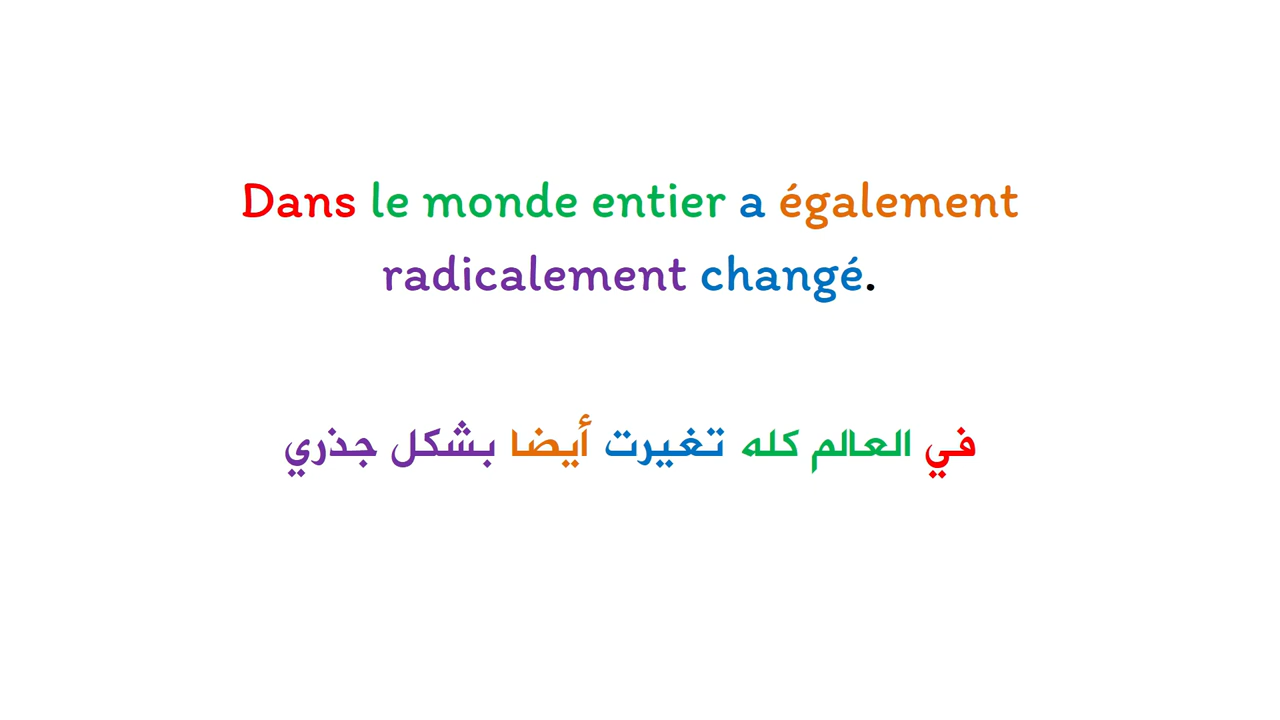 Dans le monde entier a également
radicalement changé.
في العالم كله تغيرت أيضا بشكل جذري